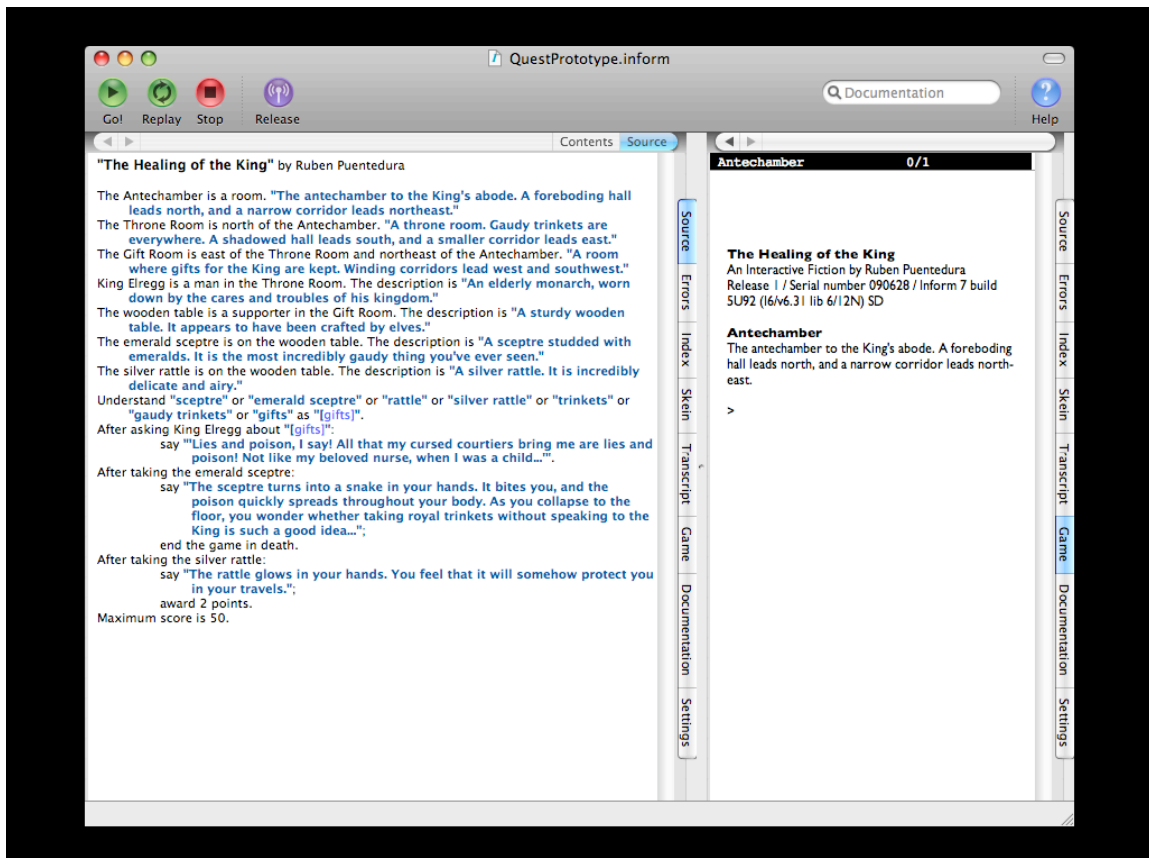 QuestPrototype.inform
Go!
Replay
Stop
Release
Documentation
Help
Contents
Source
"The Healing of the King" by Ruben Puentedura
The Antechamber is a room. "The antechamber to the King's abode. A foreboding hall
leads north, and a narrow corridor leads northeast."
The Throne Room is north of the Antechamber. "A throne room. Gaudy trinkets are
everywhere. A shadowed hall leads south, and a smaller corridor leads east."
The Gift Room is east of the Throne Room and northeast of the Antechamber. "A room
where gifts for the King are kept. Winding corridors lead west and southwest."
King Elregg is a man in the Throne Room. The description is "An elderly monarch, worn
down by the cares and troubles of his kingdom."
The wooden table is a supporter in the Gift Room. The description is "A sturdy wooden
table. It appears to have been crafted by elves."
The emerald sceptre is on the wooden table. The description is "A sceptre studded with
emeralds. It is the most incredibly gaudy thing you've ever seen."
The silver rattle is on the wooden table. The description is "A silver rattle. It is incredibly
delicate and airy."
Understand "sceptre" or "emerald sceptre" or "rattle" or "silver rattle" or "trinkets" or
"gaudy trinkets" or "gifts" as "[gifts]".
After asking King Elregg about "[gifts]":
say "'Lies and poison, I say! All that my cursed courtiers bring me are lies and
poison! Not like my beloved nurse, when I was a child...'".
After taking the emerald sceptre:
say "The sceptre turns into a snake in your hands. It bites you, and the
poison quickly spreads throughout your body. As you collapse to the
floor, you wonder whether taking royal trinkets without speaking to the
King is such a good idea...";
end the game in death.
After taking the silver rattle:
say "The rattle glows in your hands. You feel that it will somehow protect you
in your travels.";
award 2 points.
Maximum score is 50.
Source
Errors
Index
Skein
Transcript
Game
Documentation
Settings
Antechamber 0/1
The Healing of the King
An Interactive Fiction by Ruben Puentedura
Release 1 / Serial number 090628 / Inform 7 build
5U92 (I6/v6.31 lib 6/12N) SD
Antechamber
The antechamber to the King's abode. A foreboding
hall leads north, and a narrow corridor leads north-
east.
>
Source
Errors
Index
Skein
Transcript
Game
Documentation
Settings